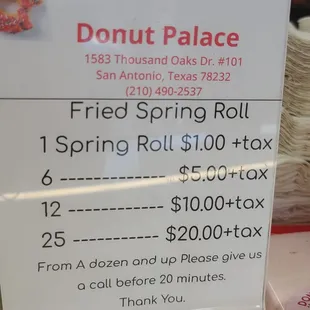 Donut Palace
1583 Thousand Oaks Dr. #101
San Antonio, Texas 78232
(210) 490-2537
Fried Spring Roll
1 Spring Roll $1.00 +tax
6 ------------- $5.00+tax
12 ------------ $10.00+tax
25 ----------- $20.00+tax
From A dozen and up Please give us
a call before 20 minutes.
Thank You.